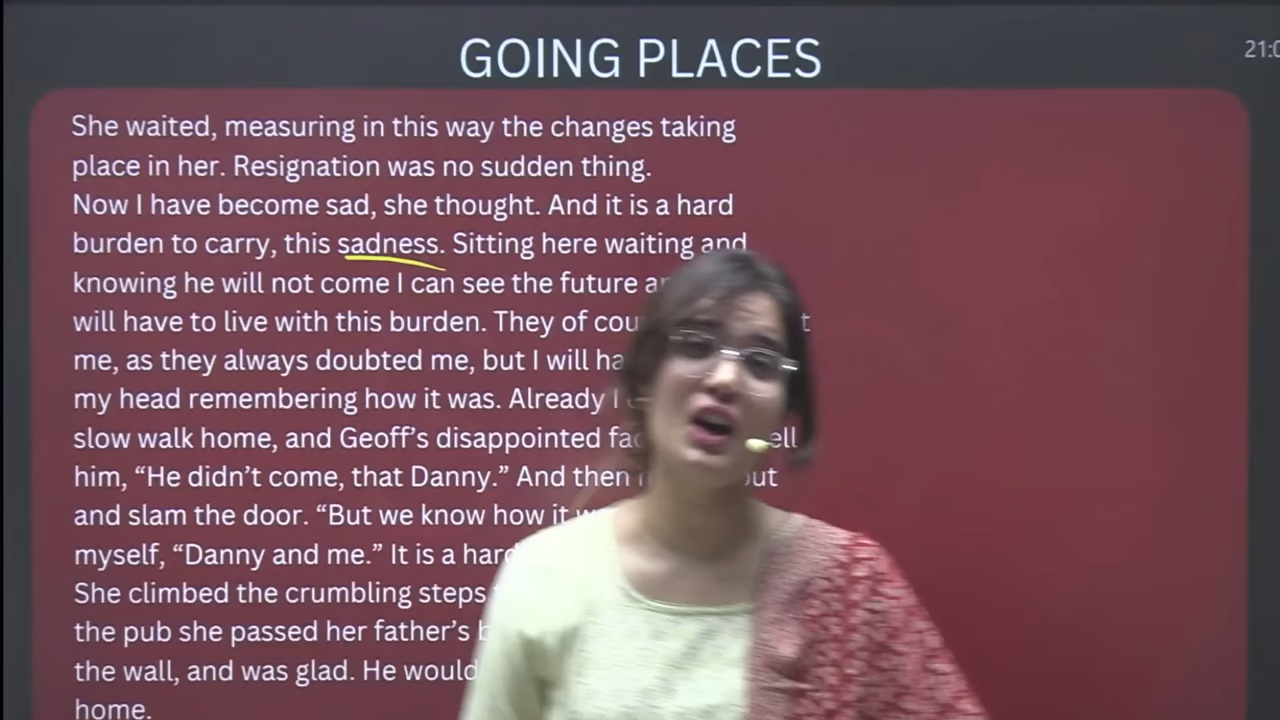 GOING PLACES
21:0
She waited, measuring in this way the changes taking
place in her. Resignation was no sudden thing.
Now I have become sad, she thought. And it is a hard
burden to carry, this sadness. Sitting here waiting and
knowing he will not come I can see the future
will have to live with this burden. They of
me, as they always doubted me, but I will
my head remembering how it was. Already I
slow walk home, and Geoff's disappointed
him, “He didn't come, that Danny.” And then
and slam the door. “But we know how it
myself, “Danny and me.” It is a
She climbed the crumbling steps
the pub she passed her father's
the wall, and was glad. He would
home.